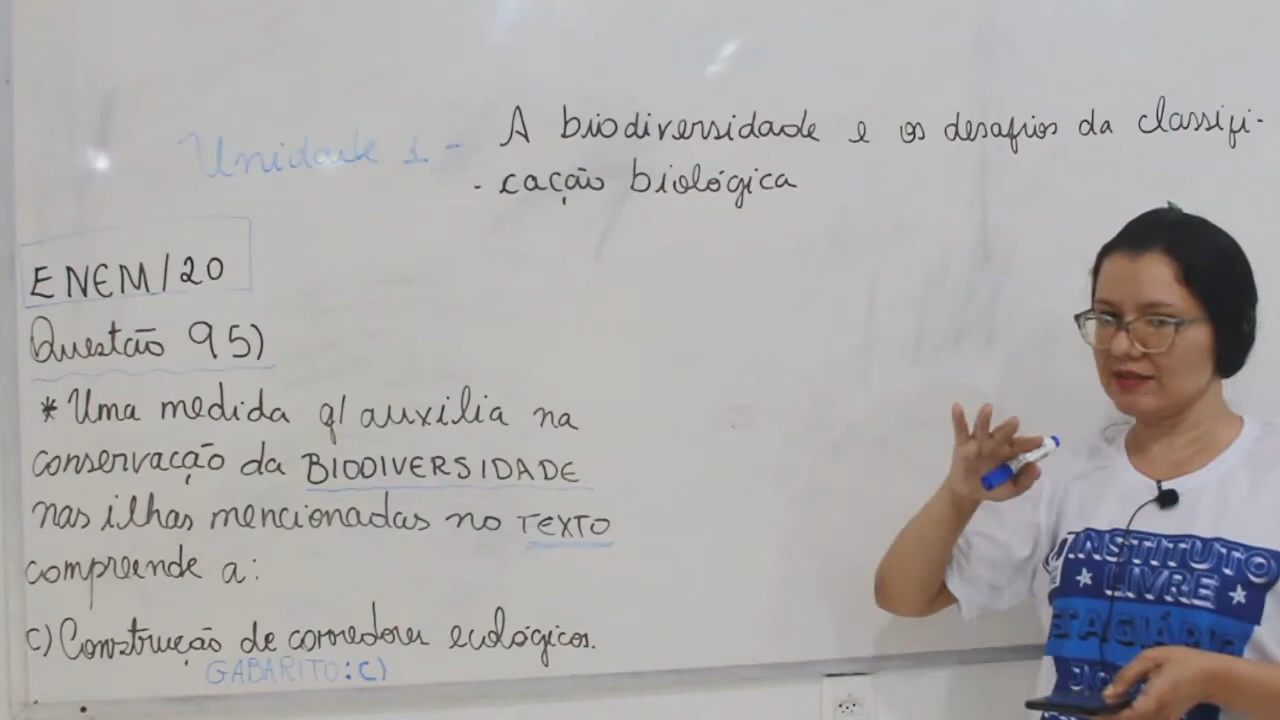 Unidade 1 - A biodiversidade e os desafios da classifi-
- cação biológica
ENEM/20
Questão 95)
* Uma medida q/ auxilia na
conservação da BIODIVERSIDADE
nas ilhas mencionadas no TEXTO
compreende a:
c) Construção de corredores ecológicos.
GABARITO: C)
INSTITUTO
LIVRE
ESTAGIÁRIO